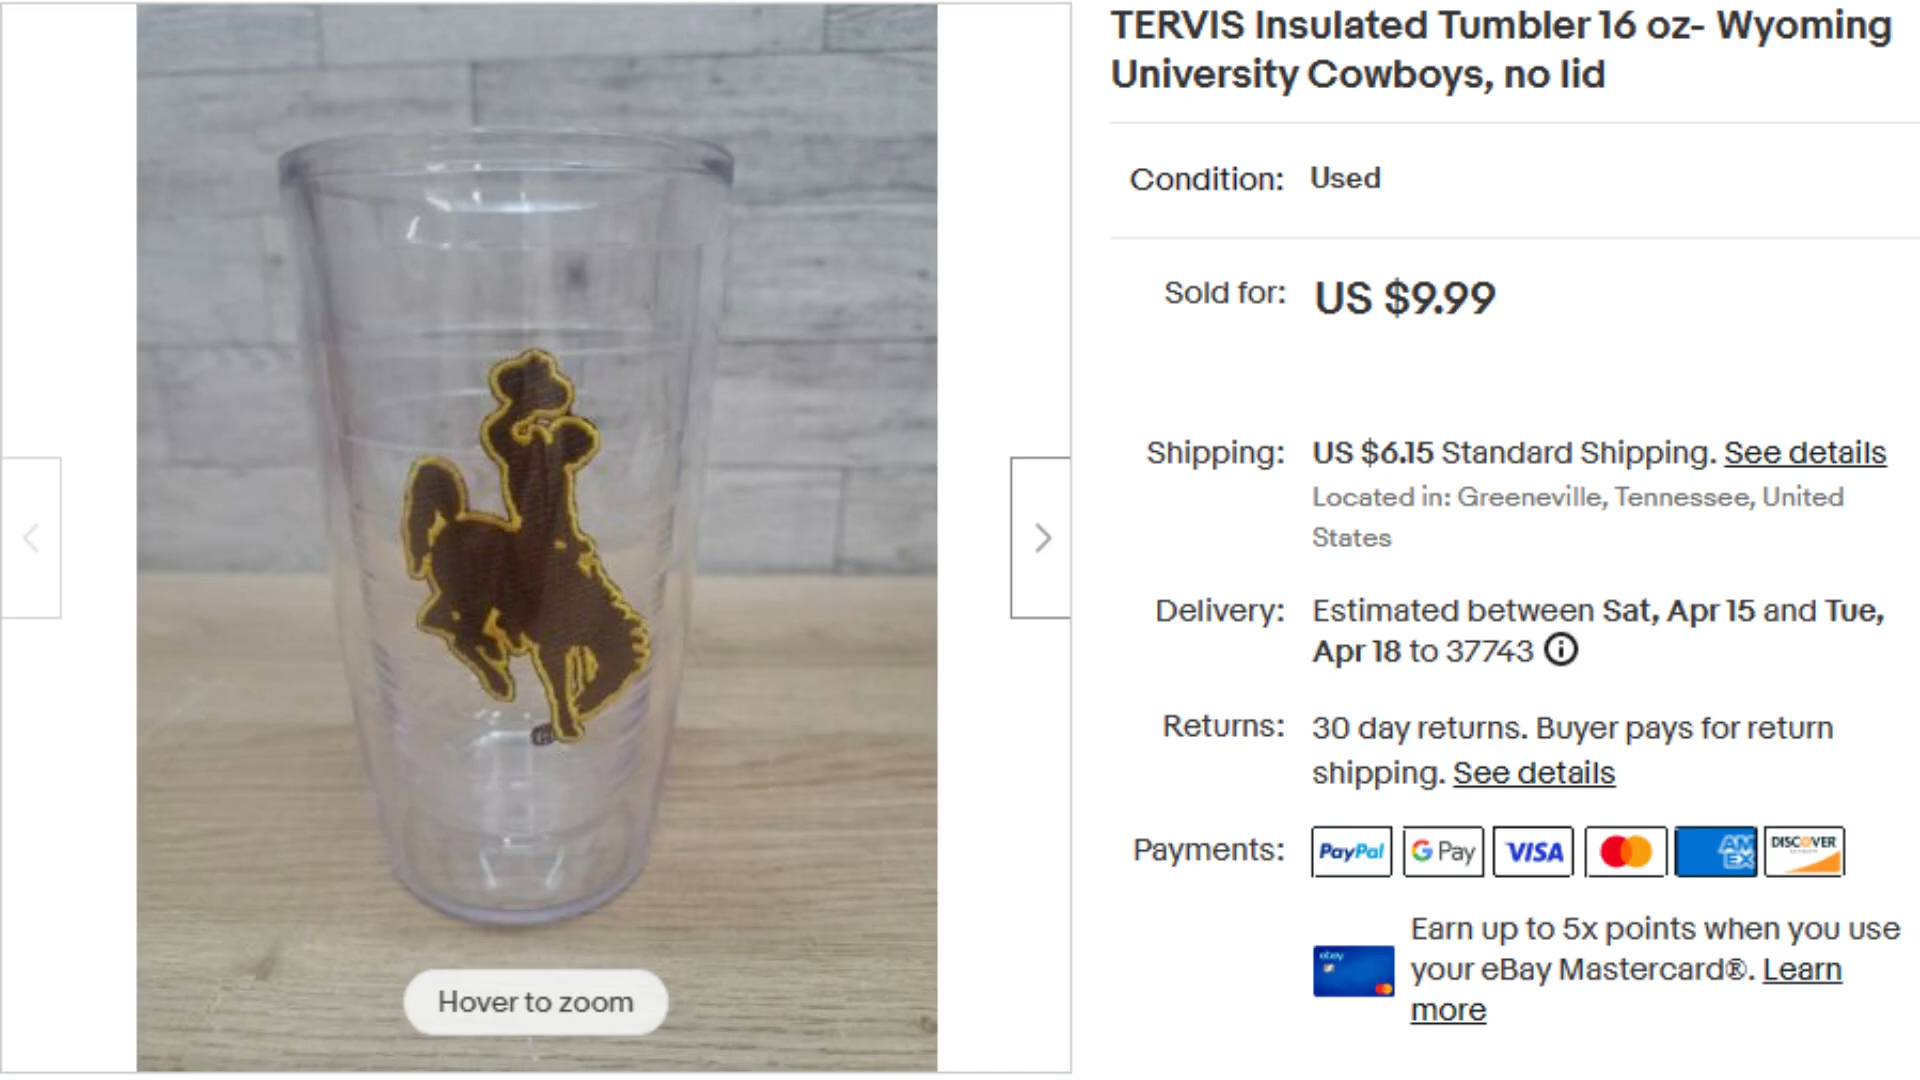 TERVIS Insulated Tumbler 16 oz- Wyoming
University Cowboys, no lid
Condition: Used
Sold for: US $9.99
Shipping: US $6.15 Standard Shipping. See details
Located in: Greeneville, Tennessee, United
States
Delivery: Estimated between Sat, Apr 15 and Tue,
Apr 18 to 37743
Returns: 30 day returns. Buyer pays for return
shipping. See details
Payments: PayPal G Pay VISA AM EX DISCOVER
ebay
Earn up to 5x points when you use
your eBay Mastercard®. Learn
more
Hover to zoom